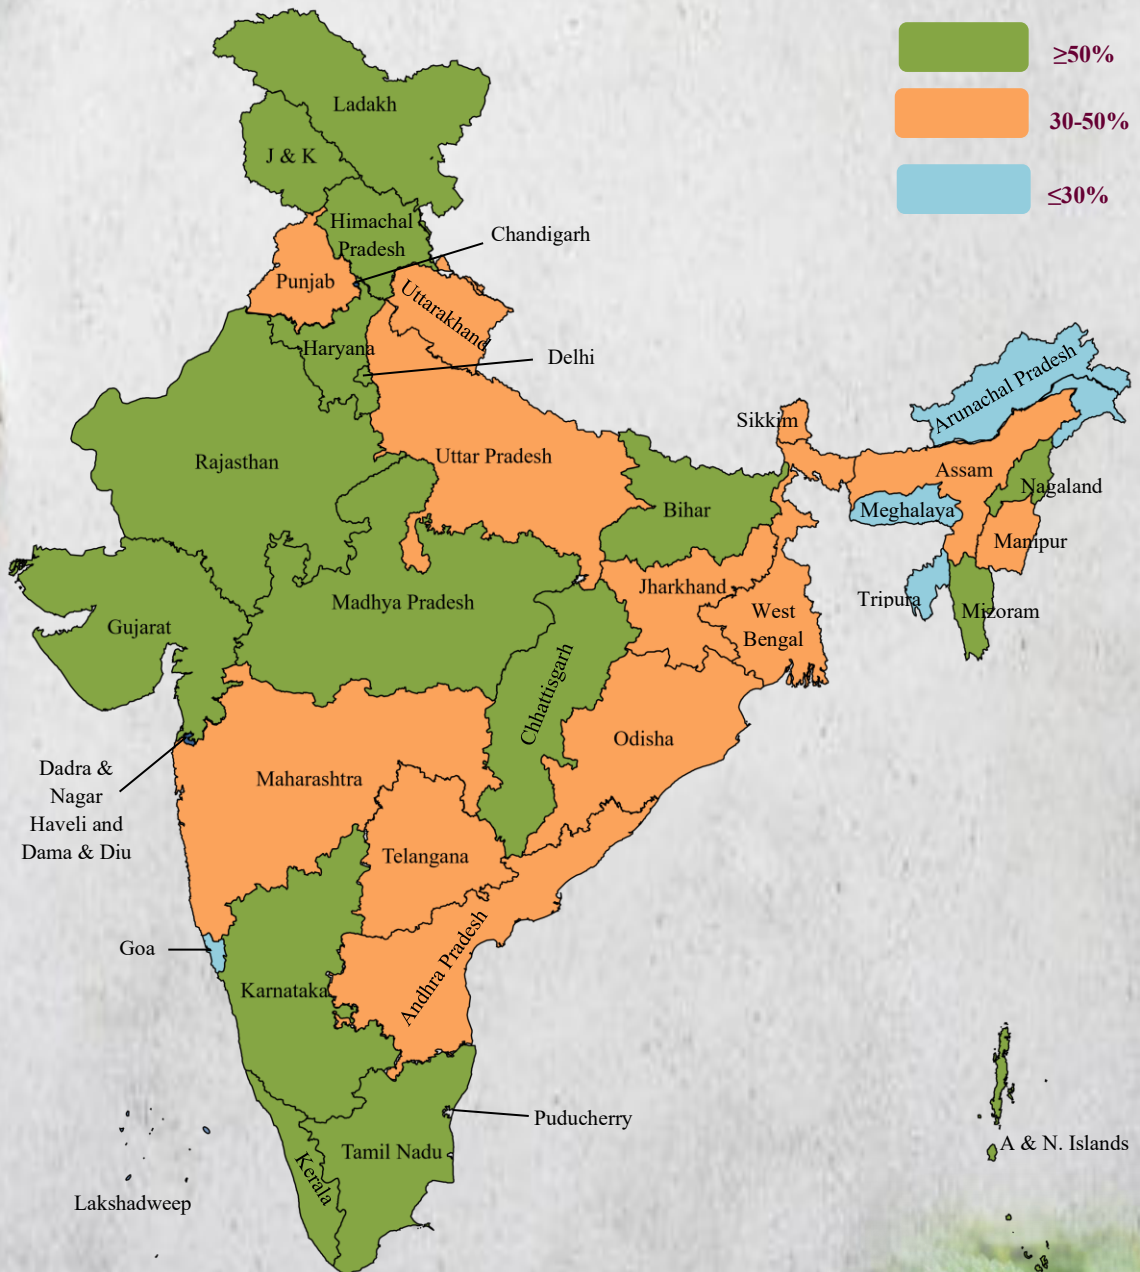 ≥50%
30-50%
≤30%
Ladakh
J & K
Himachal
Pradesh
Chandigarh
Punjab
Uttarakhand
Haryana
Delhi
Arunachal Pradesh
Sikkim
Rajasthan
Uttar Pradesh
Assam
Nagaland
Bihar
Meghalaya
Manipur
Jharkhand
Tripura
Mizoram
Madhya Pradesh
West
Bengal
Gujarat
Chhattisgarh
Odisha
Dadra &
Nagar
Haveli and
Dama & Diu
Maharashtra
Telangana
Goa
Andhra Pradesh
Karnataka
Puducherry
A & N. Islands
Tamil Nadu
Kerala
Lakshadweep